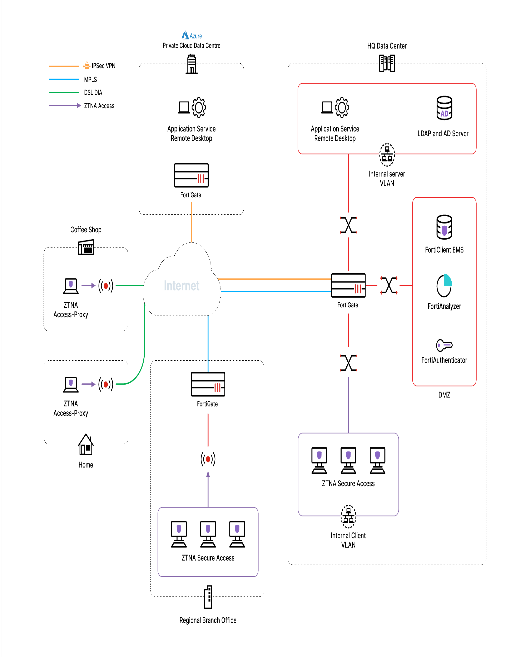 Azure
Private Cloud Data Centre
HQ Data Center
IPSec VPN
MPLS
DSL DIA
ZTNA Access
Application Service
Remote Desktop
Application Service
Remote Desktop
AD
LDAP and AD Server
Internal server
VLAN
FortiGate
Coffee Shop
FortiClient EMS
Internet
ZTNA
Access-Proxy
FortiGate
FortiAnalyzer
FortiAuthenticator
ZTNA
Access-Proxy
FortiGate
DMZ
Home
ZTNA Secure Access
Internal Client
VLAN
ZTNA Secure Access
Regional Branch Office